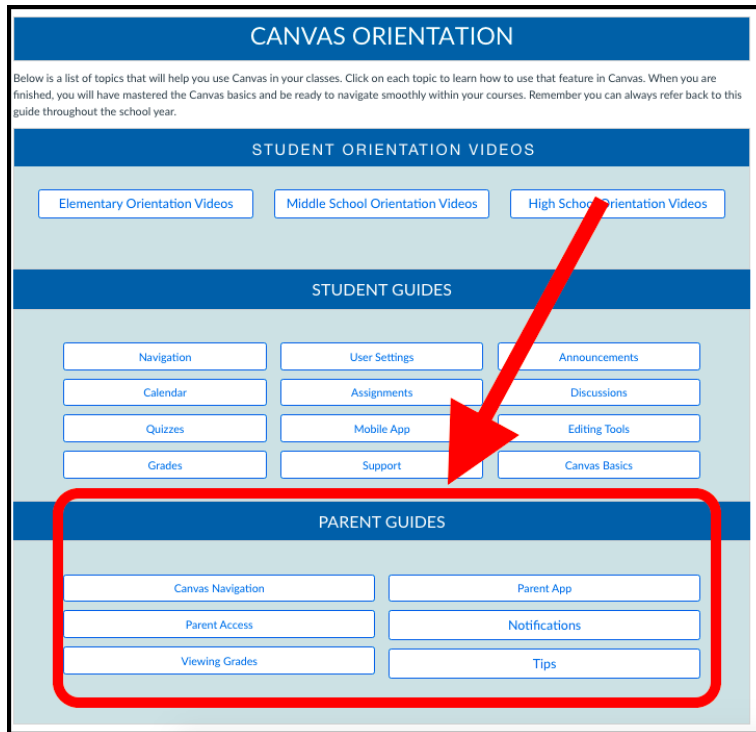 CANVAS ORIENTATION
Below is a list of topics that will help you use Canvas in your classes. Click on each topic to learn how to use that feature in Canvas. When you are
finished, you will have mastered the Canvas basics and be ready to navigate smoothly within your courses. Remember you can always refer back to this
guide throughout the school year.
STUDENT ORIENTATION VIDEOS
Elementary Orientation Videos
Middle School Orientation Videos
High School Orientation Videos
STUDENT GUIDES
Navigation
User Settings
Announcements
Calendar
Assignments
Discussions
Quizzes
Mobile App
Editing Tools
Grades
Support
Canvas Basics
PARENT GUIDES
Canvas Navigation
Parent App
Parent Access
Notifications
Viewing Grades
Tips